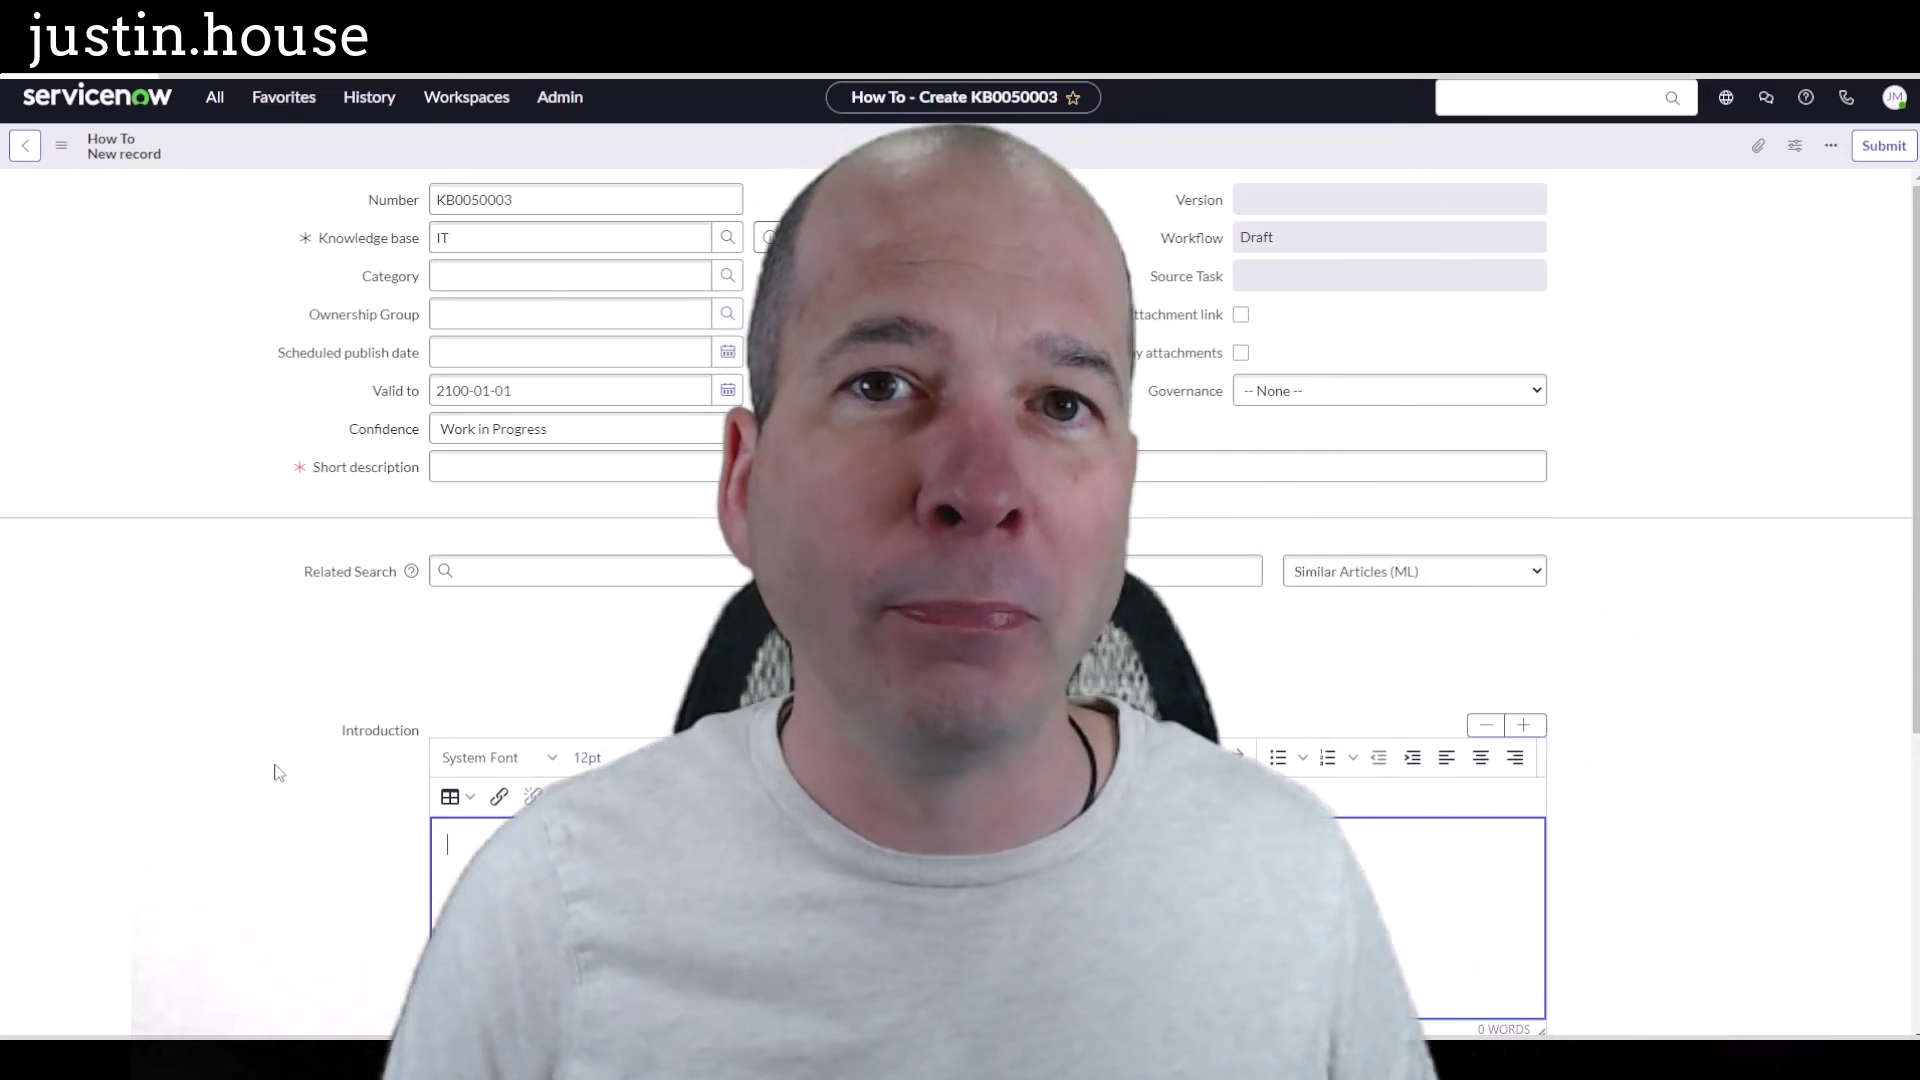 justin.house
servicenow All Favorites History Workspaces Admin How To - Create KB0050003 JM
How To
New record
Submit
Number KB0050003
Version
Knowledge base IT
Workflow Draft
Category
Source Task
Ownership Group
ttachment link
Scheduled publish date
y attachments
Valid to 2100-01-01
Governance -- None --
Confidence Work in Progress
Short description
Related Search
Similar Articles (ML)
Introduction
System Font 12pt
0 WORDS